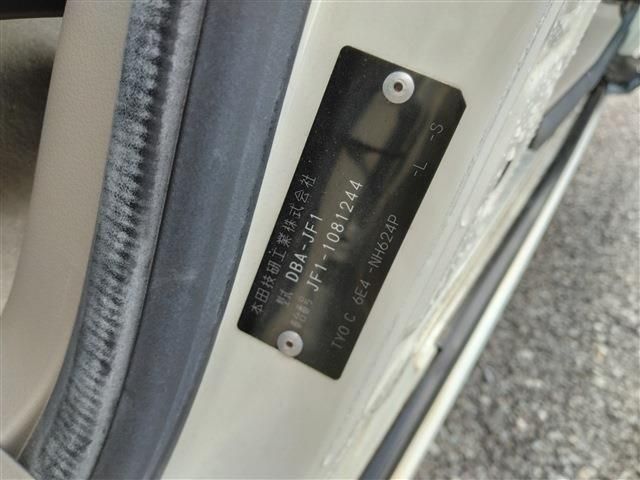 本田技研工業株式会社
型式 DBA-JF1
車台番号 JF1-1081244
TY0 C 6E4 -NH624P -L -S